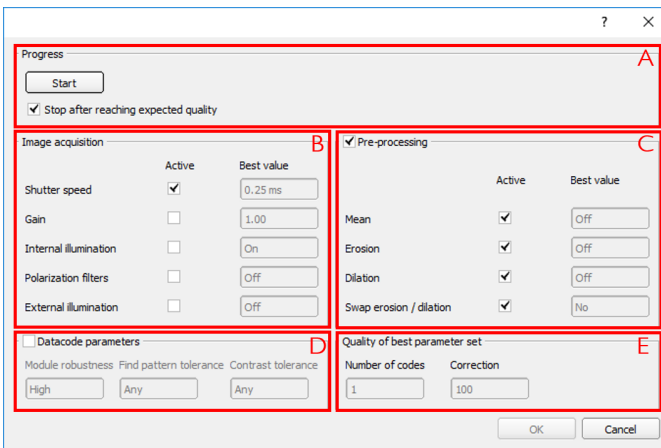 ?
Progress A
Start
Stop after reaching expected quality
Image acquisition B
Active Best value
Shutter speed 0.25 ms
Gain 1.00
Internal illumination On
Polarization filters Off
External illumination Off
Pre-processing C
Active Best value
Mean Off
Erosion Off
Dilation Off
Swap erosion / dilation No
Datacode parameters D
Module robustness Find pattern tolerance Contrast tolerance
High Any Any
Quality of best parameter set E
Number of codes Correction
1 100
OK Cancel